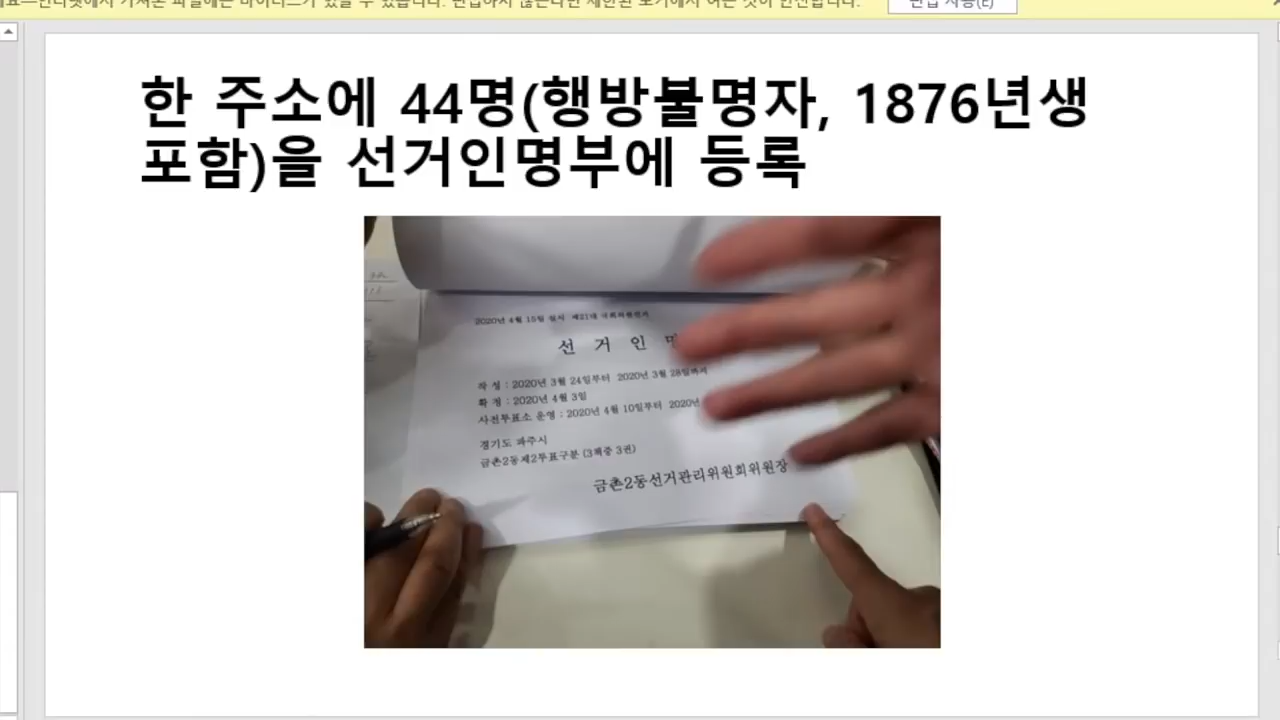 편집 사용(E)
한 주소에 44명(행방불명자, 1876년생
포함)을 선거인명부에 등록
2020년 4월 15일 실시 제21대 국회의원선거
선 거 인
작 성 : 2020년 3월 24일부터 2020년 3월 28일까지
확 정 : 2020년 4월 3일
사전투표소 운영 : 2020년 4월 10일부터 2020년
경기도 파주시
금촌2동제2투표구분 (3책중 3권)
금촌2동선거관리위원회위원장